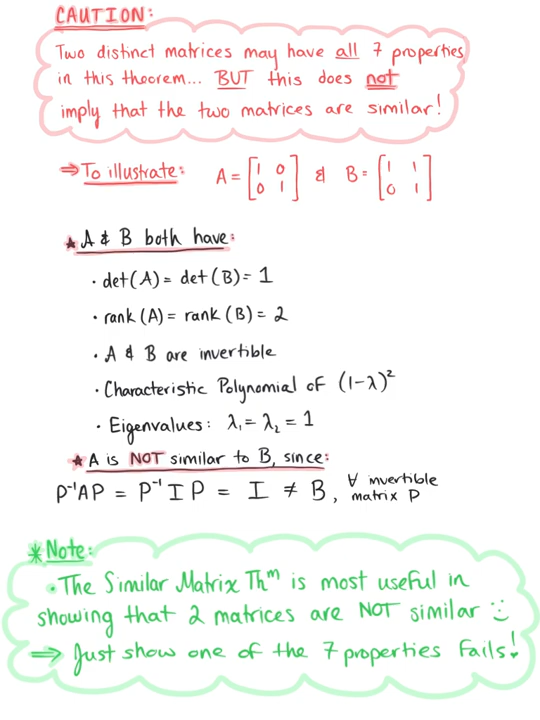 CAUTION:
Two distinct matrices may have all 7 properties
in this theorem... BUT this does not
imply that the two matrices are similar!
⇒ To illustrate: A = [1 0; 0 1] & B = [1 1; 0 1]
★ A & B both have:
· det(A) = det(B) = 1
· rank(A) = rank(B) = 2
· A & B are invertible
· Characteristic Polynomial of (1-λ)²
· Eigenvalues: λ₁ = λ₂ = 1
★ A is NOT similar to B, since:
P⁻¹AP = P⁻¹IP = I ≠ B, ∀ invertible matrix P
* Note:
· The Similar Matrix Thᵐ is most useful in
showing that 2 matrices are NOT similar :)
⇒ Just show one of the 7 properties fails!